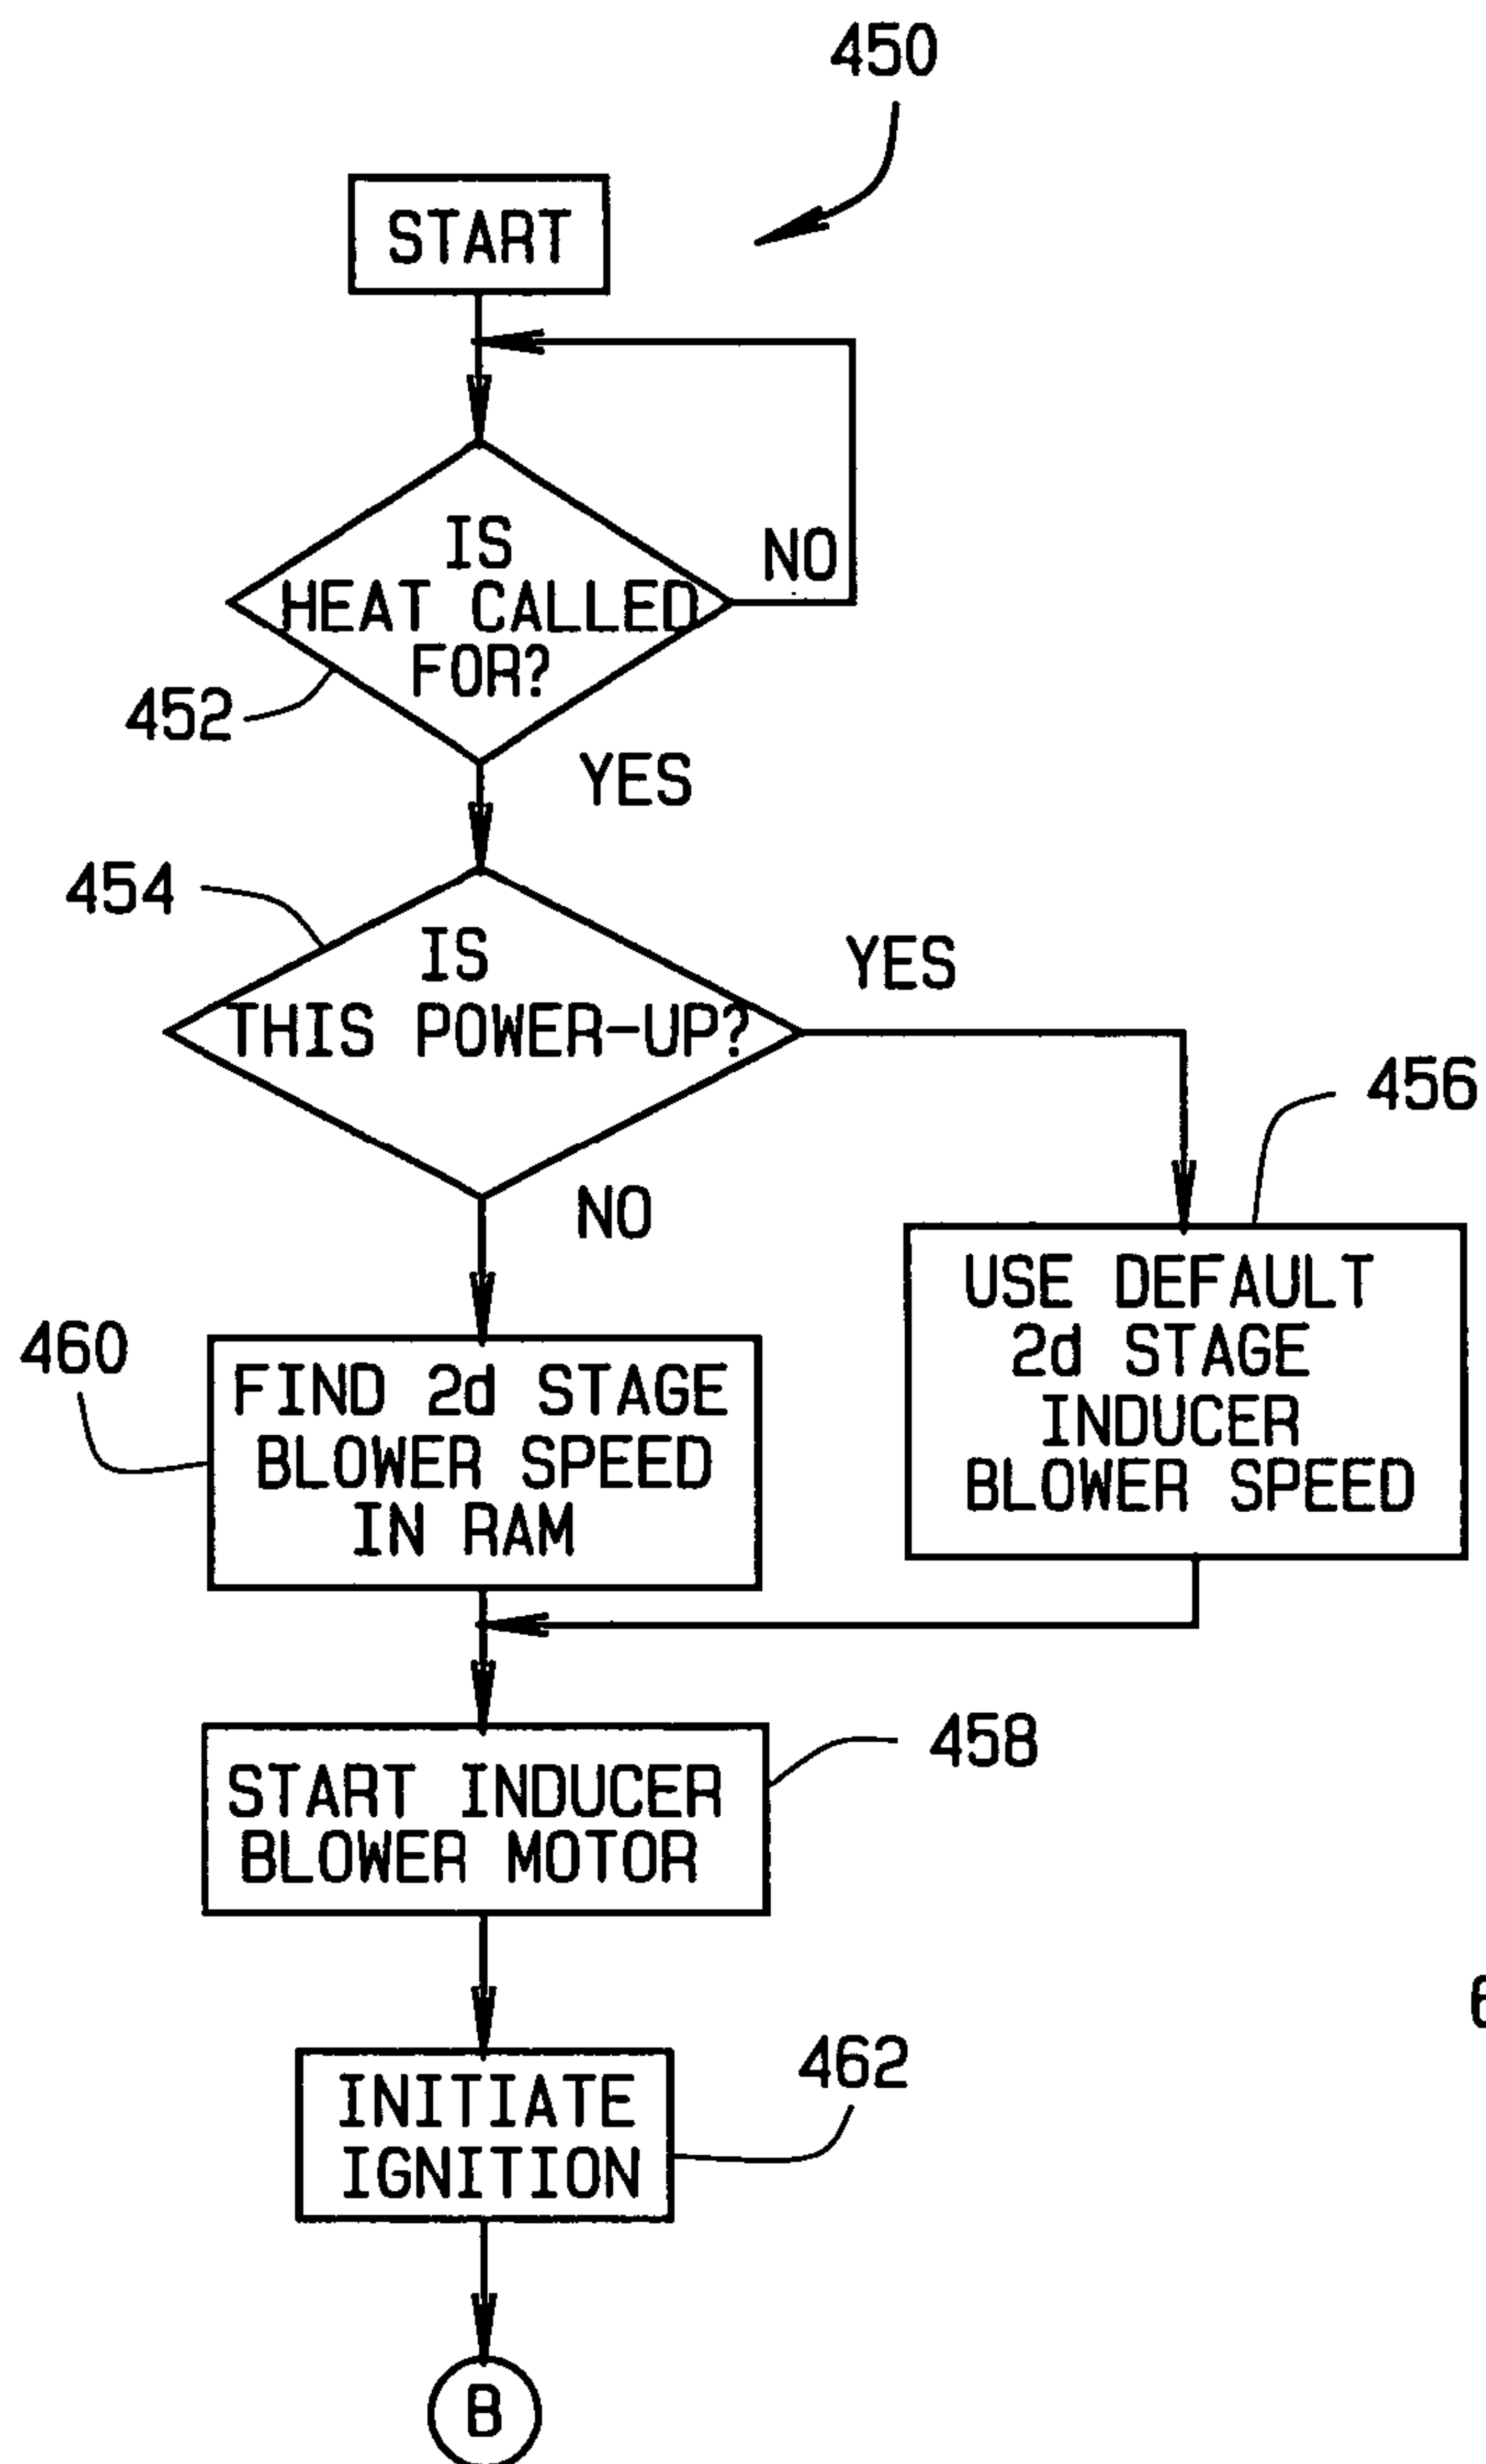 450
START
IS
HEAT CALLED
FOR?
NO
452
YES
454
IS
THIS POWER-UP?
YES
456
NO
USE DEFAULT
2d STAGE
INDUCER
BLOWER SPEED
460
FIND 2d STAGE
BLOWER SPEED
IN RAM
458
START INDUCER
BLOWER MOTOR
462
INITIATE
IGNITION
B